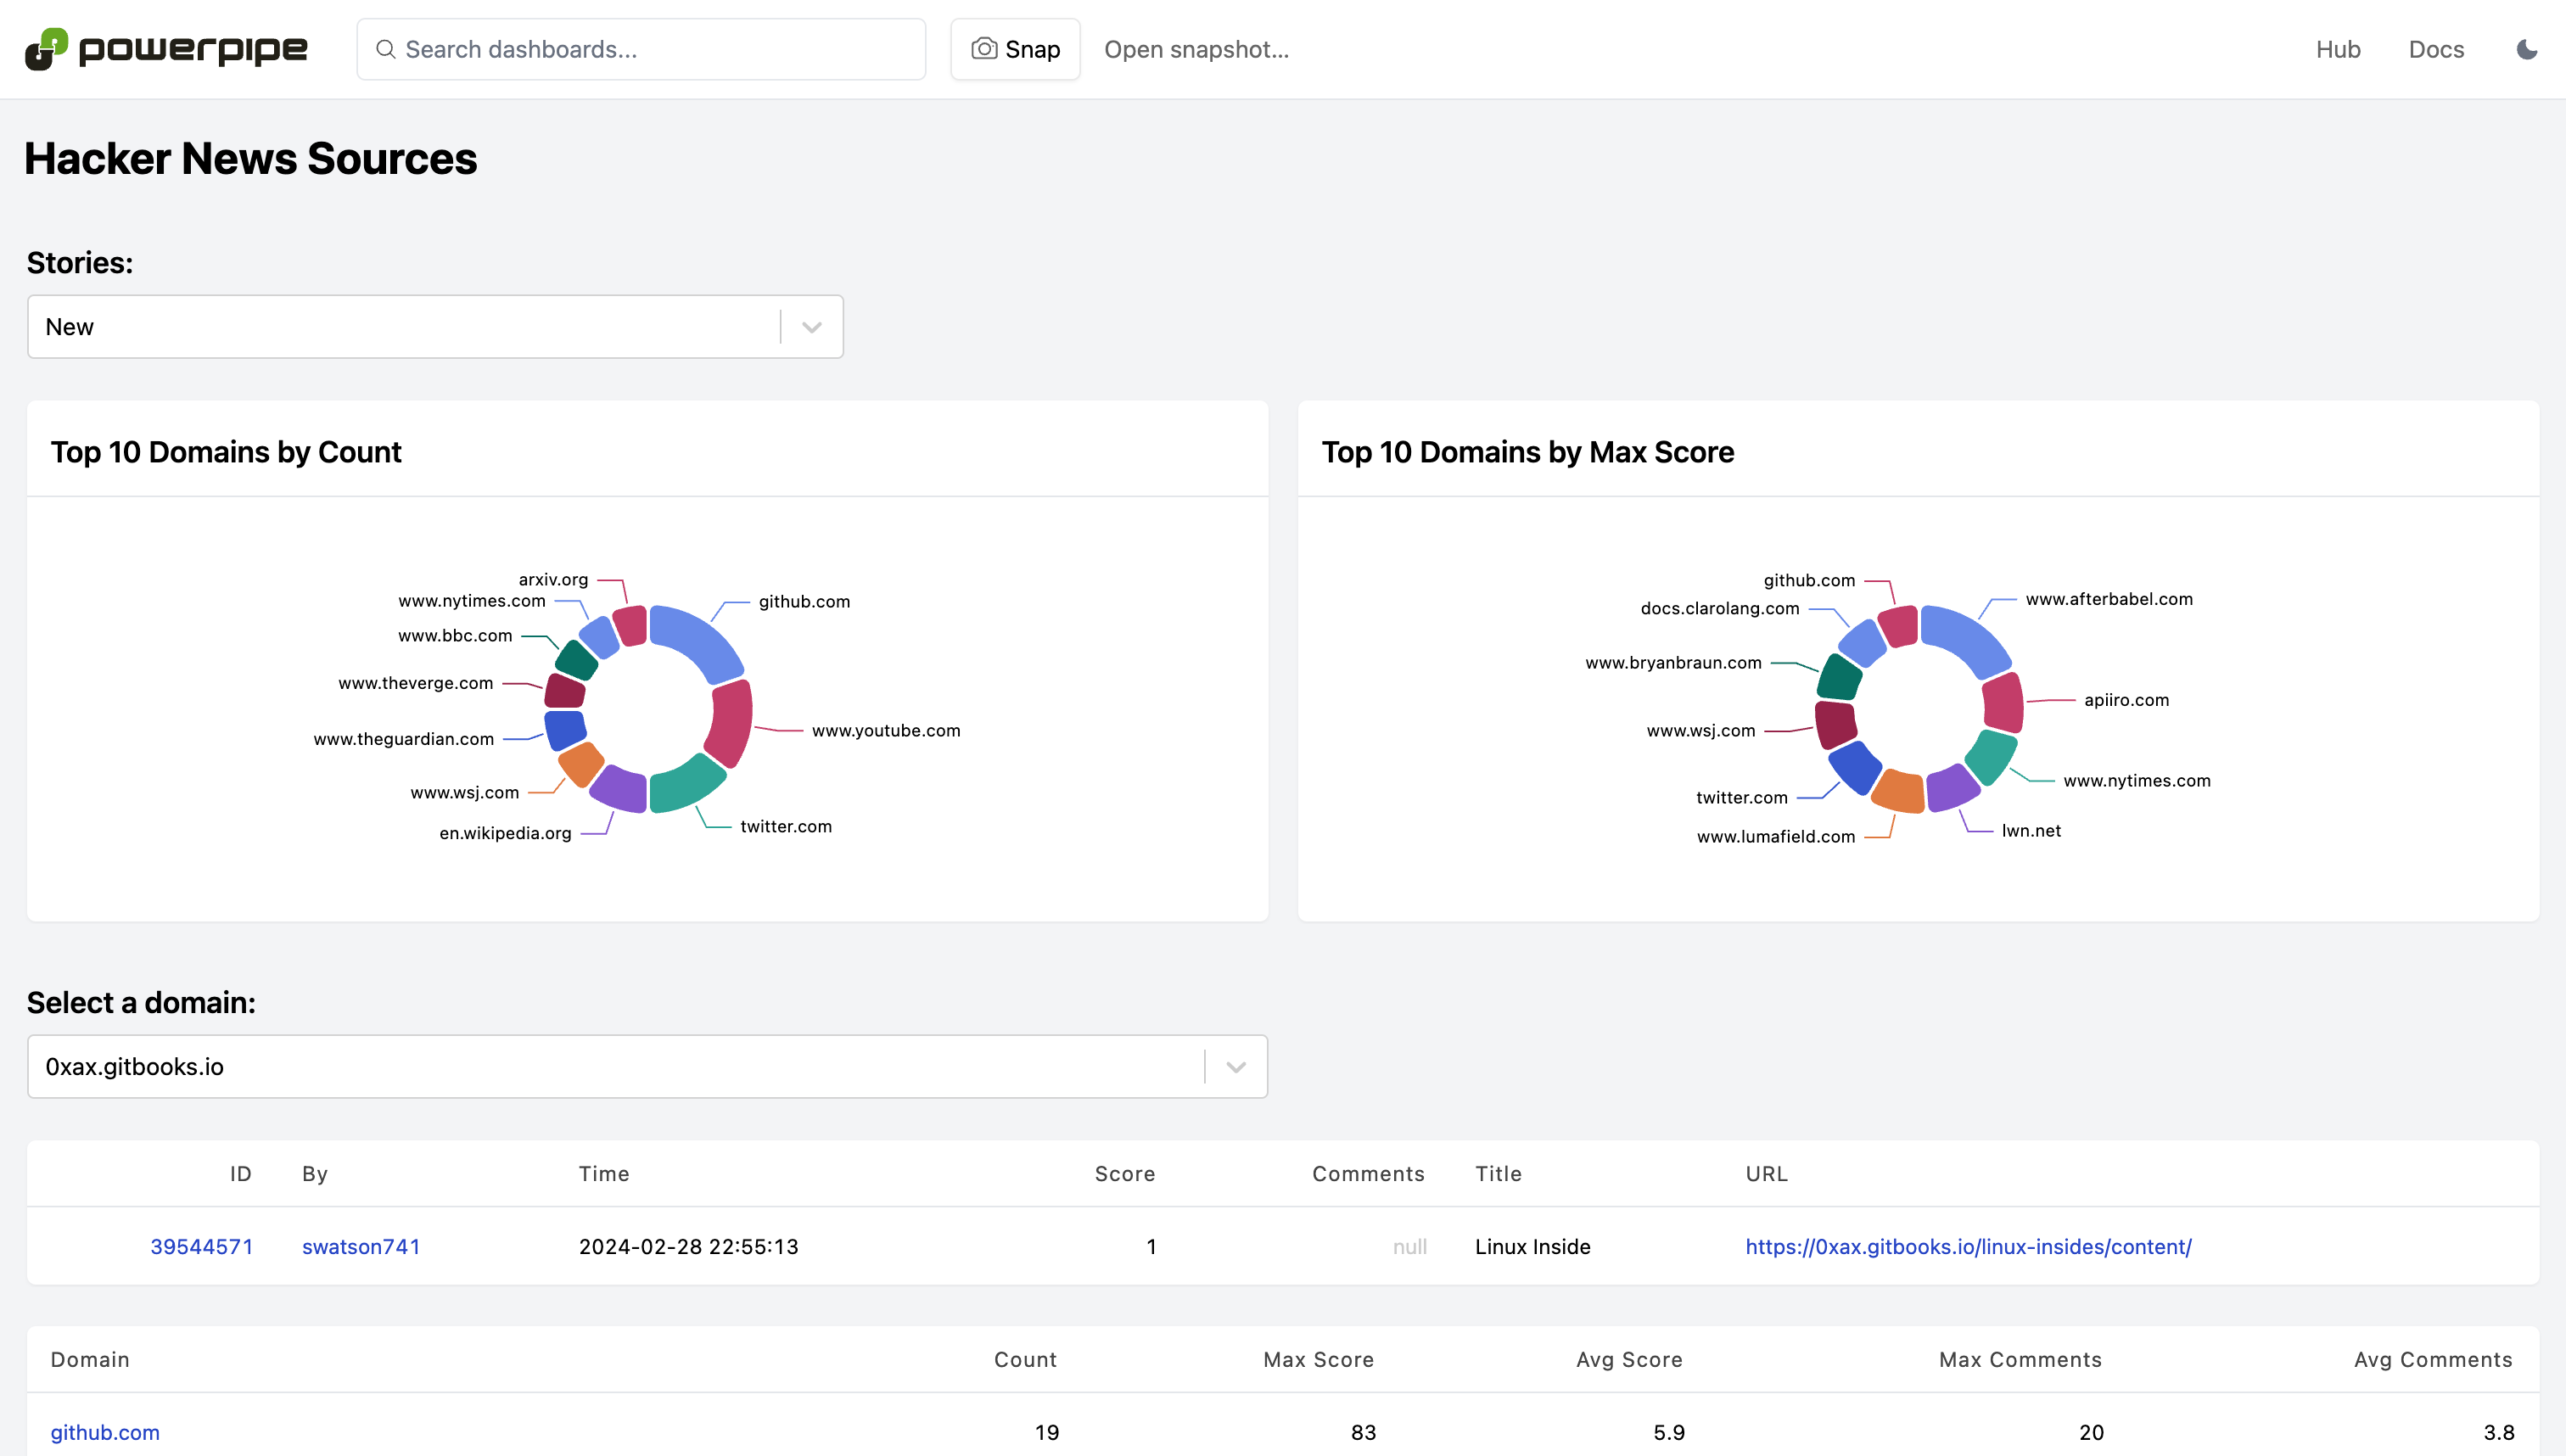 powerpipe
Search dashboards...
Snap
Open snapshot...
Hub
Docs
Hacker News Sources
Stories:
New
Top 10 Domains by Count
arxiv.org
www.nytimes.com
www.bbc.com
www.theverge.com
www.theguardian.com
www.wsj.com
en.wikipedia.org
github.com
www.youtube.com
twitter.com
Top 10 Domains by Max Score
github.com
docs.clarolang.com
www.bryanbraun.com
www.wsj.com
twitter.com
www.lumafield.com
www.afterbabel.com
apiiro.com
www.nytimes.com
lwn.net
Select a domain:
0xax.gitbooks.io
ID By Time Score Comments Title URL
39544571 swatson741 2024-02-28 22:55:13 1 null Linux Inside https://0xax.gitbooks.io/linux-insides/content/
Domain Count Max Score Avg Score Max Comments Avg Comments
github.com 19 83 5.9 20 3.8